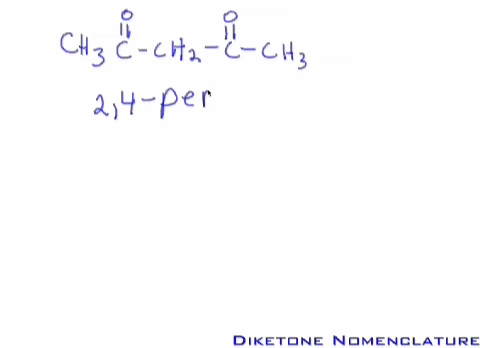 O O
CH3 C-CH2-C-CH3
2,4-per
DIKETONE NOMENCLATURE